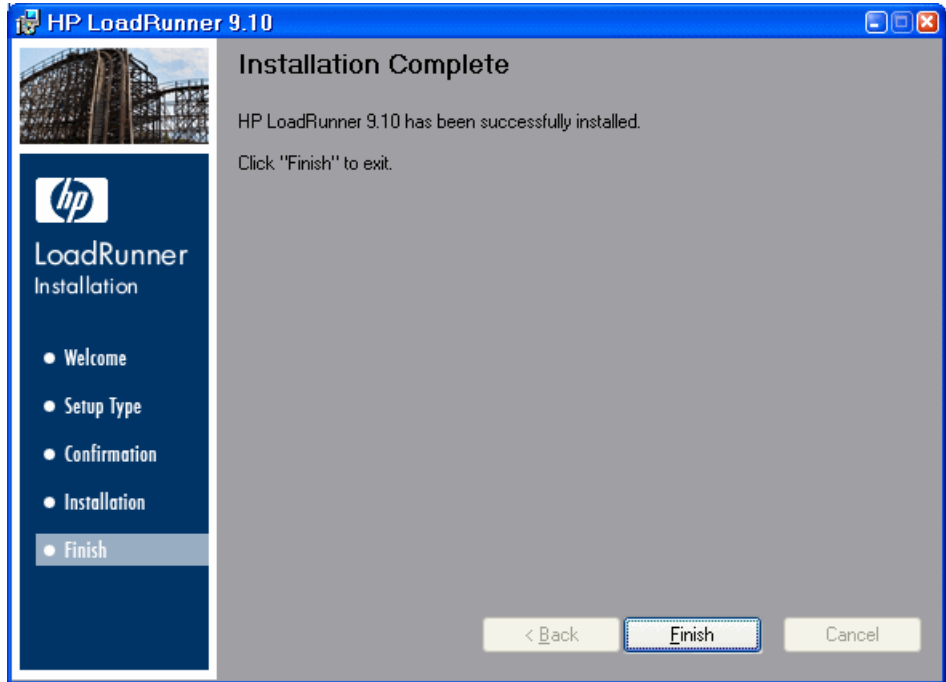 HP LoadRunner 9.10
Installation Complete
HP LoadRunner 9.10 has been successfully installed.
Click "Finish" to exit.
hp
LoadRunner
Installation
Welcome
Setup Type
Confirmation
Installation
Finish
< Back
Finish
Cancel